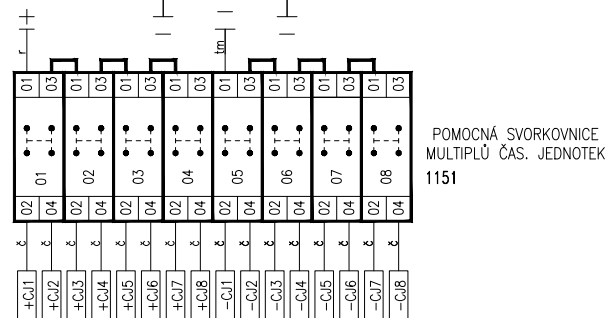 +
−
−
−
r
tm
01 03 01 03 01 03 01 03 01 03 01 03 01 03 01 03
01 02 03 04 05 06 07 08
02 04 02 04 02 04 02 04 02 04 02 04 02 04 02 04
č č č č č č č č č č č č č č č č
+CJ1 +CJ2 +CJ3 +CJ4 +CJ5 +CJ6 +CJ7 +CJ8 -CJ1 -CJ2 -CJ3 -CJ4 -CJ5 -CJ6 -CJ7 -CJ8
POMOCNÁ SVORKOVNICE
MULTIPLŮ ČAS. JEDNOTEK
1151